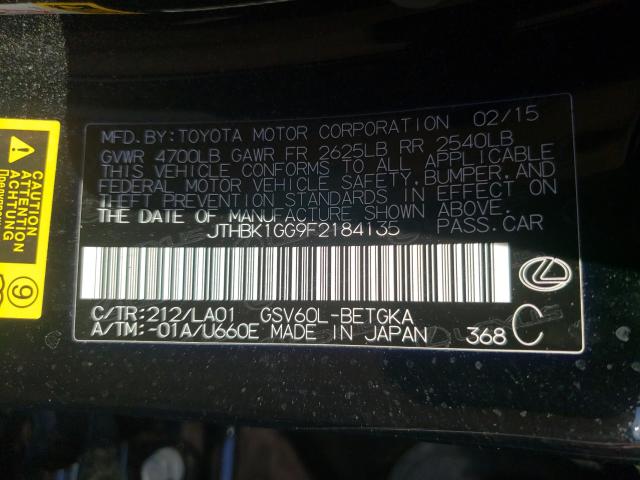 MFD.BY:TOYOTA MOTOR CORPORATION 02/15
GVWR 4700LB GAWR FR 2625LB RR 2540LB
THIS VEHICLE CONFORMS TO ALL APPLICABLE
FEDERAL MOTOR VEHICLE SAFETY,BUMPER,AND
THEFT PREVENTION STANDARDS IN EFFECT ON
THE DATE OF MANUFACTURE SHOWN ABOVE.
JTHBK1GG9F2184135 PASS.CAR
C/TR:212/LA01 GSV60L-BETGKA
A/TM:-01A/U660E MADE IN JAPAN 368 C
CAUTION
ATTENTION
9